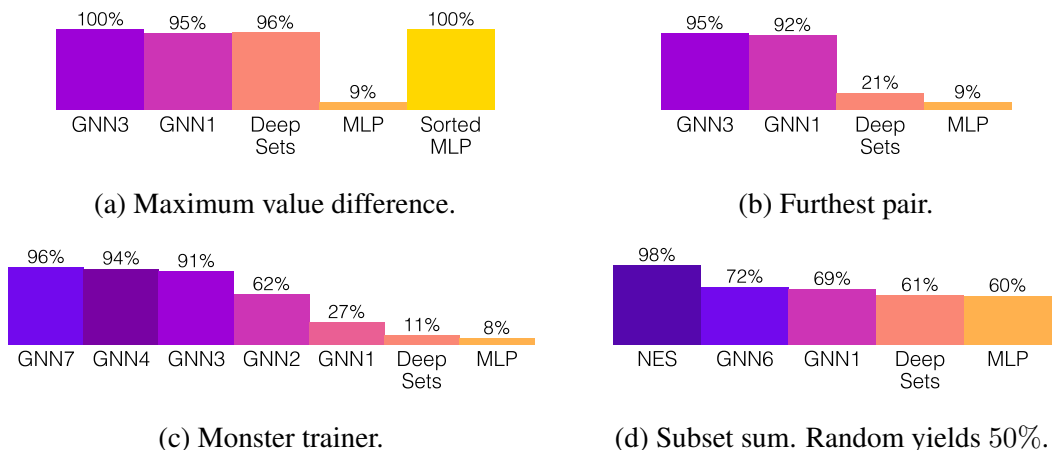 100% 95% 96% 9% 100%
GNN3 GNN1 Deep Sets MLP Sorted MLP
(a) Maximum value difference.
95% 92% 21% 9%
GNN3 GNN1 Deep Sets MLP
(b) Furthest pair.
96% 94% 91% 62% 27% 11% 8%
GNN7 GNN4 GNN3 GNN2 GNN1 Deep Sets MLP
(c) Monster trainer.
98% 72% 69% 61% 60%
NES GNN6 GNN1 Deep Sets MLP
(d) Subset sum. Random yields 50%.